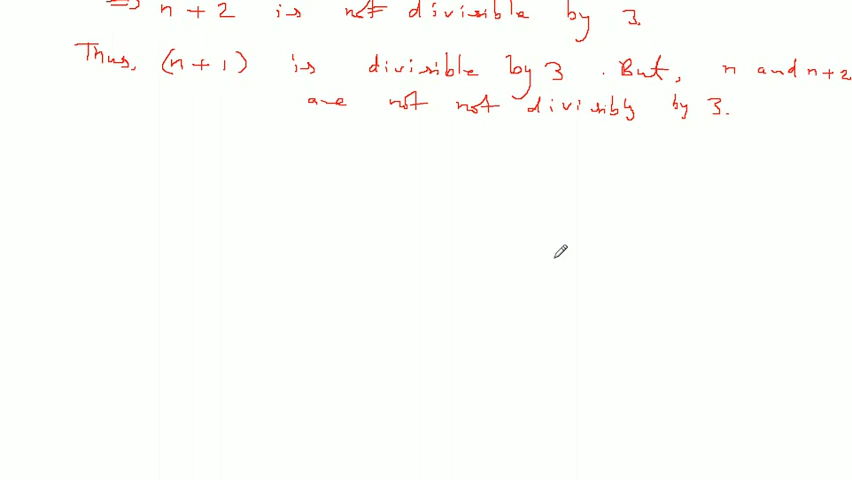 ⇒ n + 2 is not divisible by 3.
Thus, (n + 1) is divisible by 3. But, n and n+2
are not not divisibly by 3.